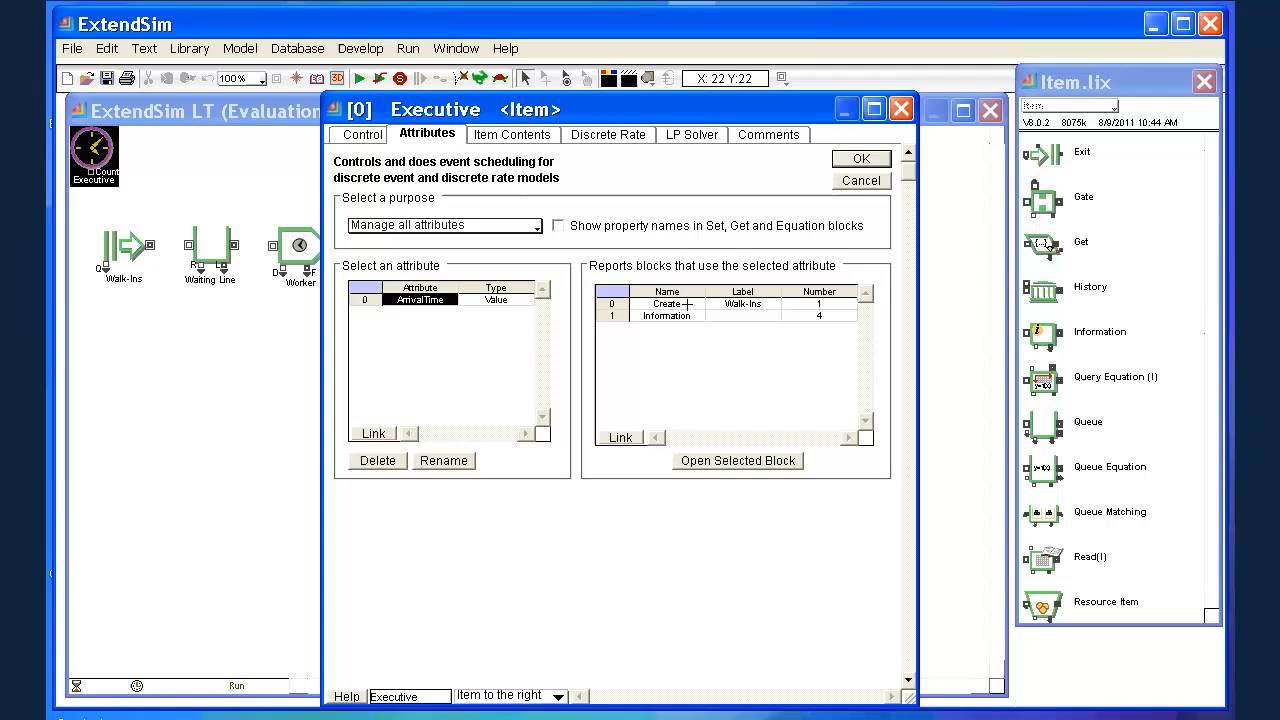 ExtendSim
File Edit Text Library Model Database Develop Run Window Help
100% 3D X: 22 Y:22
ExtendSim LT (Evaluation
[0] Executive <Item>
Item.lix
Item
V8.0.2 8075k 8/9/2011 10:44 AM
Control Attributes Item Contents Discrete Rate LP Solver Comments
Controls and does event scheduling for
discrete event and discrete rate models
OK
Cancel
Select a purpose
Manage all attributes
Show property names in Set, Get and Equation blocks
Select an attribute
Attribute Type
0 ArrivalTime Value
Link
Delete Rename
Reports blocks that use the selected attribute
Name Label Number
0 Create Walk-Ins 1
1 Information 4
Link
Open Selected Block
Help Executive Item to the right
Count
Executive
Q
Walk-Ins
R L
Waiting Line
D F
Worker
Run
Exit
Gate
Get
History
Information
Query Equation (I)
Queue
Queue Equation
Queue Matching
Read(I)
Resource Item